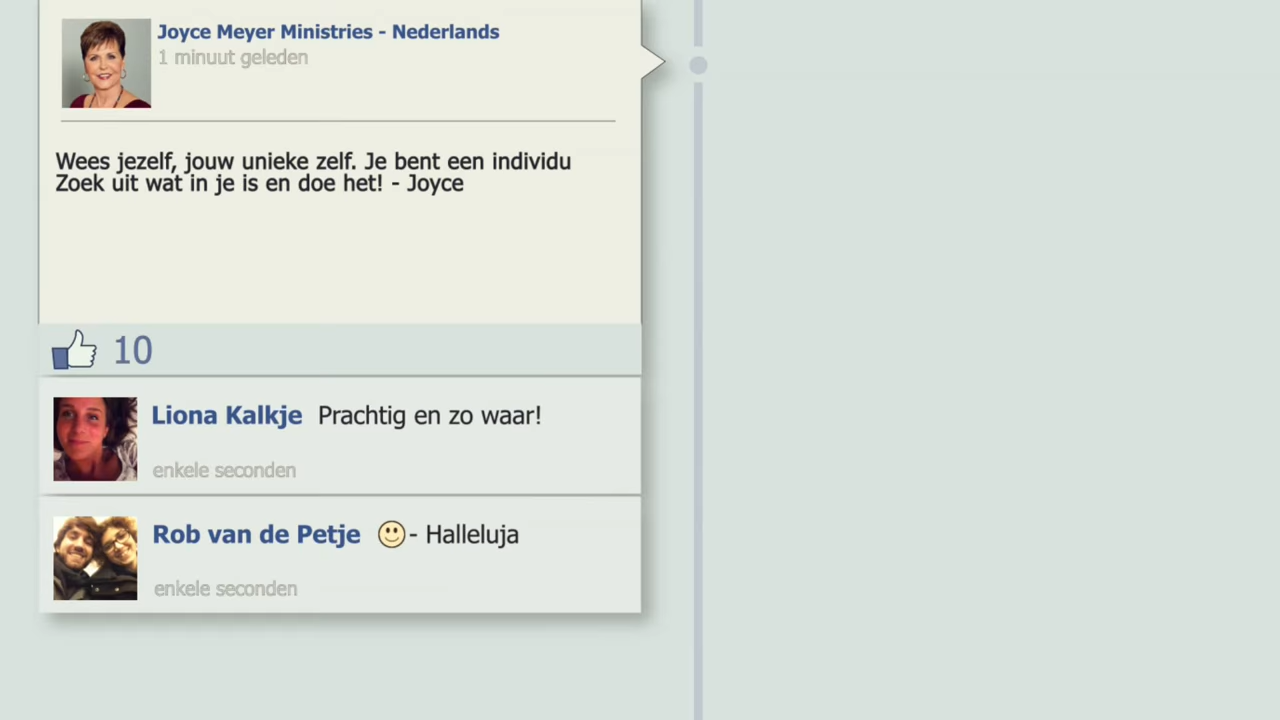 Joyce Meyer Ministries - Nederlands
1 minuut geleden
Wees jezelf, jouw unieke zelf. Je bent een individu
Zoek uit wat in je is en doe het! - Joyce
10
Liona Kalkje Prachtig en zo waar!
enkele seconden
Rob van de Petje - Halleluja
enkele seconden